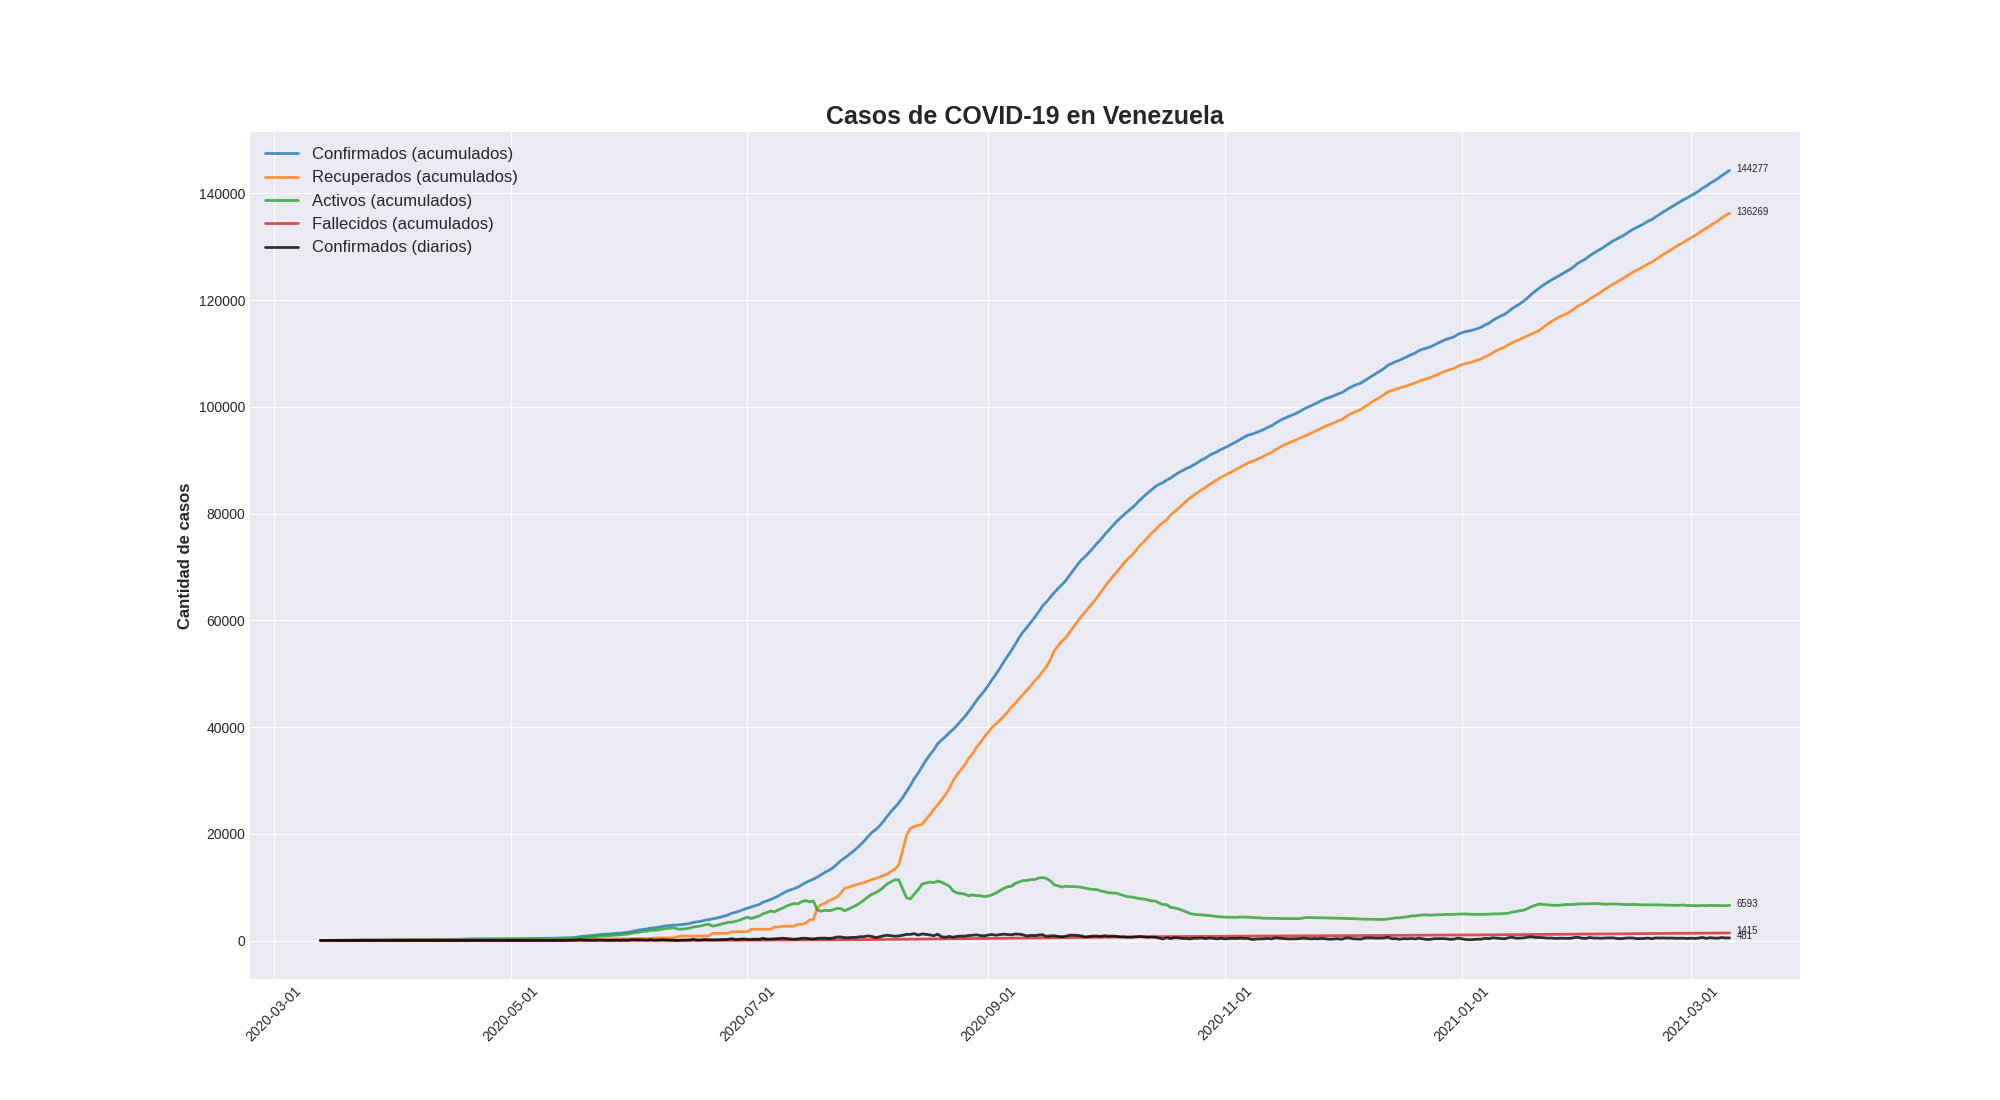 Casos de COVID-19 en Venezuela
Confirmados (acumulados)
Recuperados (acumulados)
Activos (acumulados)
Fallecidos (acumulados)
Confirmados (diarios)
Cantidad de casos
140000
120000
100000
80000
60000
40000
20000
0
144277
136269
6593
1415
481
2020-03-01
2020-05-01
2020-07-01
2020-09-01
2020-11-01
2021-01-01
2021-03-01